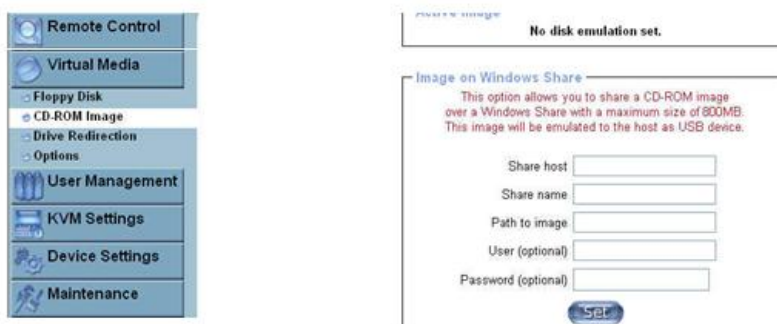 Remote Control
Virtual Media
Floppy Disk
CD-ROM Image
Drive Redirection
Options
User Management
KVM Settings
Device Settings
Maintenance
Active Image
No disk emulation set.
Image on Windows Share
This option allows you to share a CD-ROM image
over a Windows Share with a maximum size of 800MB.
This image will be emulated to the host as USB device.
Share host
Share name
Path to image
User (optional)
Password (optional)
Set